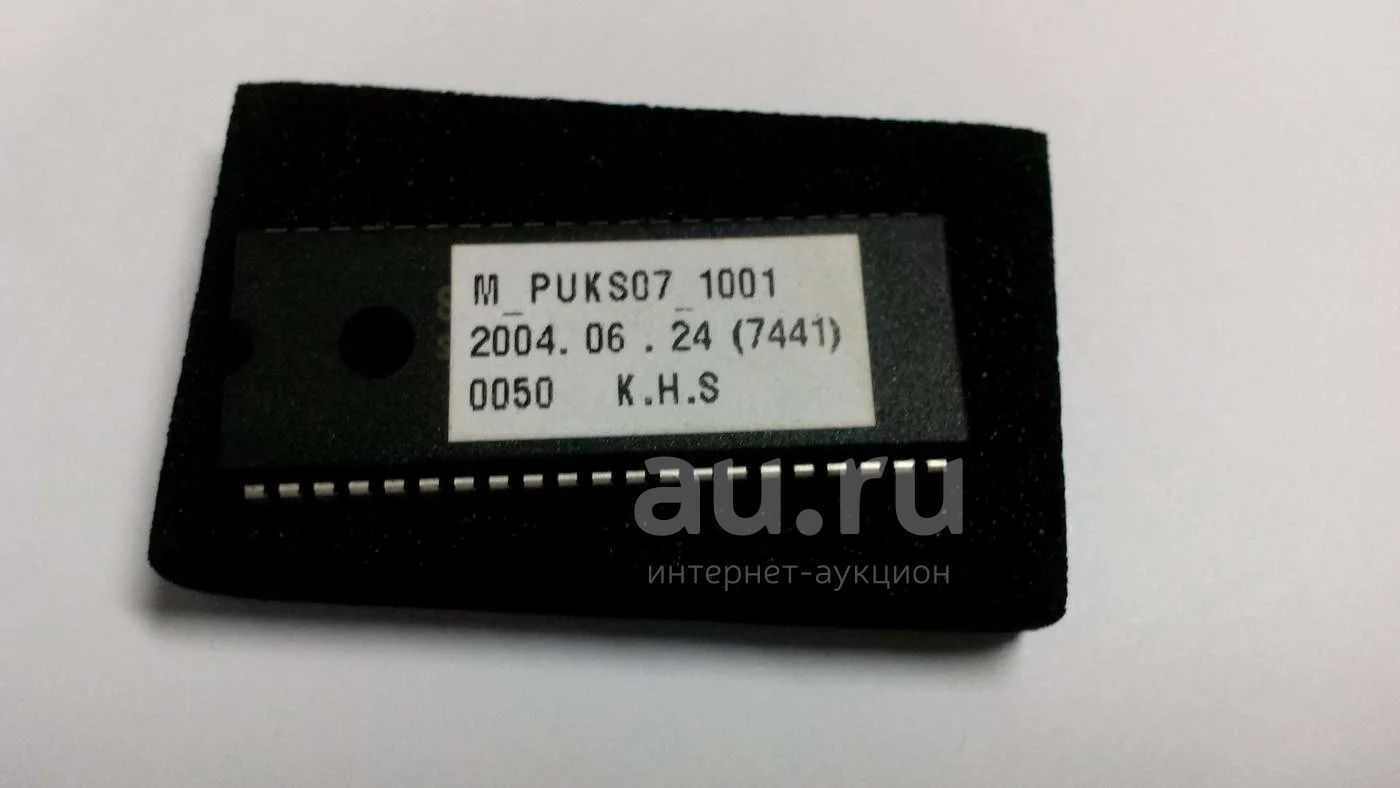 M_PUKS07_1001
2004. 06 . 24 (7441)
0050 K.H.S
au.ru
интернет-аукцион